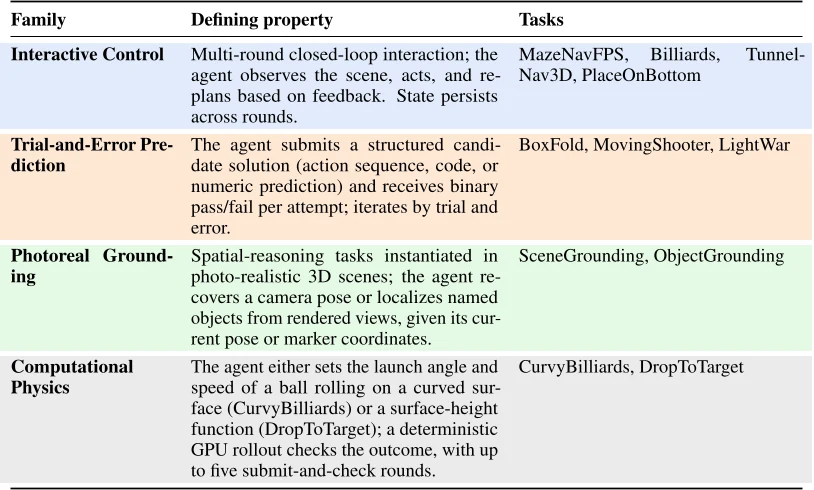 Family Defining property Tasks
Interactive Control Multi-round closed-loop interaction; the MazeNavFPS, Billiards, Tunnel-
agent observes the scene, acts, and re- Nav3D, PlaceOnBottom
plans based on feedback. State persists
across rounds.
Trial-and-Error Pre- The agent submits a structured candi- BoxFold, MovingShooter, LightWar
diction date solution (action sequence, code, or
numeric prediction) and receives binary
pass/fail per attempt; iterates by trial and
error.
Photoreal Ground- Spatial-reasoning tasks instantiated in SceneGrounding, ObjectGrounding
ing photo-realistic 3D scenes; the agent re-
covers a camera pose or localizes named
objects from rendered views, given its cur-
rent pose or marker coordinates.
Computational The agent either sets the launch angle and CurvyBilliards, DropToTarget
Physics speed of a ball rolling on a curved sur-
face (CurvyBilliards) or a surface-height
function (DropToTarget); a deterministic
GPU rollout checks the outcome, with up
to five submit-and-check rounds.